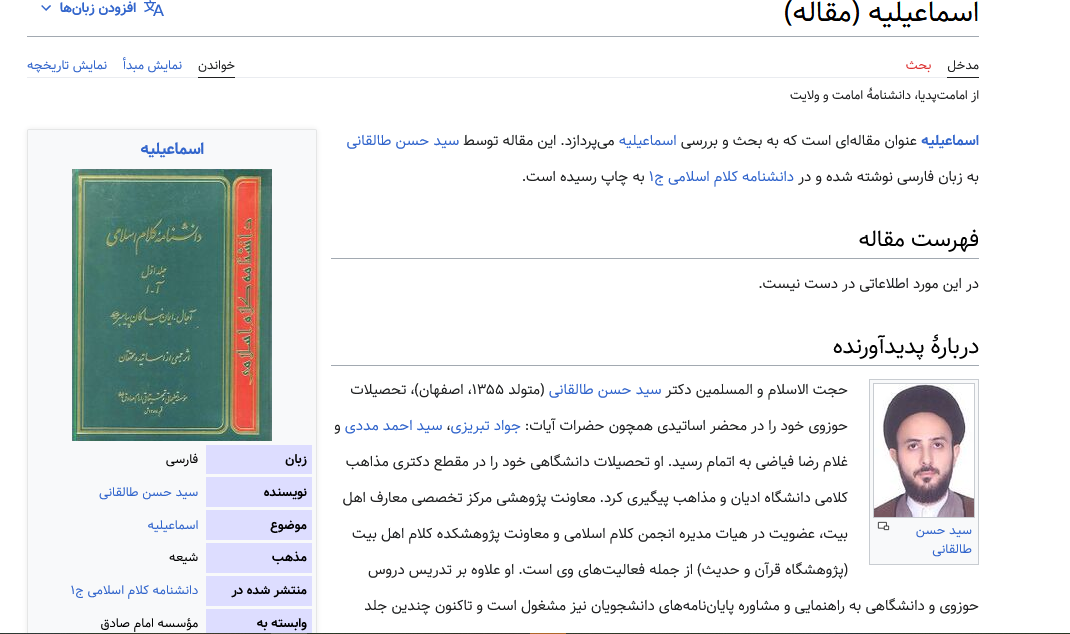 افزودن زبان‌ها
اسماعیلیه (مقاله)
مدخل
بحث
خواندن
نمایش مبدأ
نمایش تاریخچه
از امامت‌پدیا، دانشنامهٔ امامت و ولایت
اسماعیلیه عنوان مقاله‌ای است که به بحث و بررسی اسماعیلیه می‌پردازد. این مقاله توسط سید حسن طالقانی
به زبان فارسی نوشته شده و در دانشنامه کلام اسلامی ج۱ به چاپ رسیده است.
فهرست مقاله
در این مورد اطلاعاتی در دست نیست.
دربارهٔ پدیدآورنده
سید حسن
طالقانی
حجت الاسلام و المسلمین دکتر سید حسن طالقانی (متولد ۱۳۵۵، اصفهان)، تحصیلات
حوزوی خود را در محضر اساتیدی همچون حضرات آیات: جواد تبریزی، سید احمد مددی و
غلام رضا فیاضی به اتمام رسید. او تحصیلات دانشگاهی خود را در مقطع دکتری مذاهب
کلامی دانشگاه ادیان و مذاهب پیگیری کرد. معاونت پژوهشی مرکز تخصصی معارف اهل
بیت، عضویت در هیات مدیره انجمن کلام اسلامی و معاونت پژوهشکده کلام اهل بیت
(پژوهشگاه قرآن و حدیث) از جمله فعالیت‌های وی است. او علاوه بر تدریس دروس
حوزوی و دانشگاهی به راهنمایی و مشاوره پایان‌نامه‌های دانشجویان نیز مشغول است و تاکنون چندین جلد
اسماعیلیه
دانشنامه کلام اسلامی
جلد اول
آ - ا
دانشنامه کلام اسلامی
زبان فارسی
نویسنده سید حسن طالقانی
موضوع اسماعیلیه
مذهب شیعه
منتشر شده در دانشنامه کلام اسلامی ج۱
وابسته به مؤسسه امام صادق